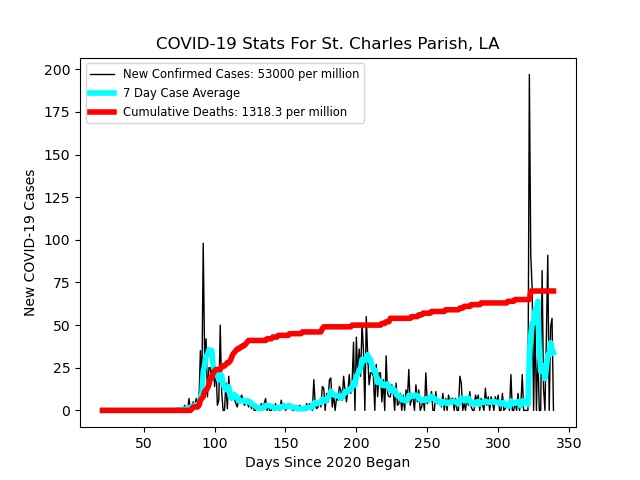 COVID-19 Stats For St. Charles Parish, LA
New Confirmed Cases: 53000 per million
7 Day Case Average
Cumulative Deaths: 1318.3 per million
New COVID-19 Cases
200
175
150
125
100
75
50
25
0
50 100 150 200 250 300 350
Days Since 2020 Began